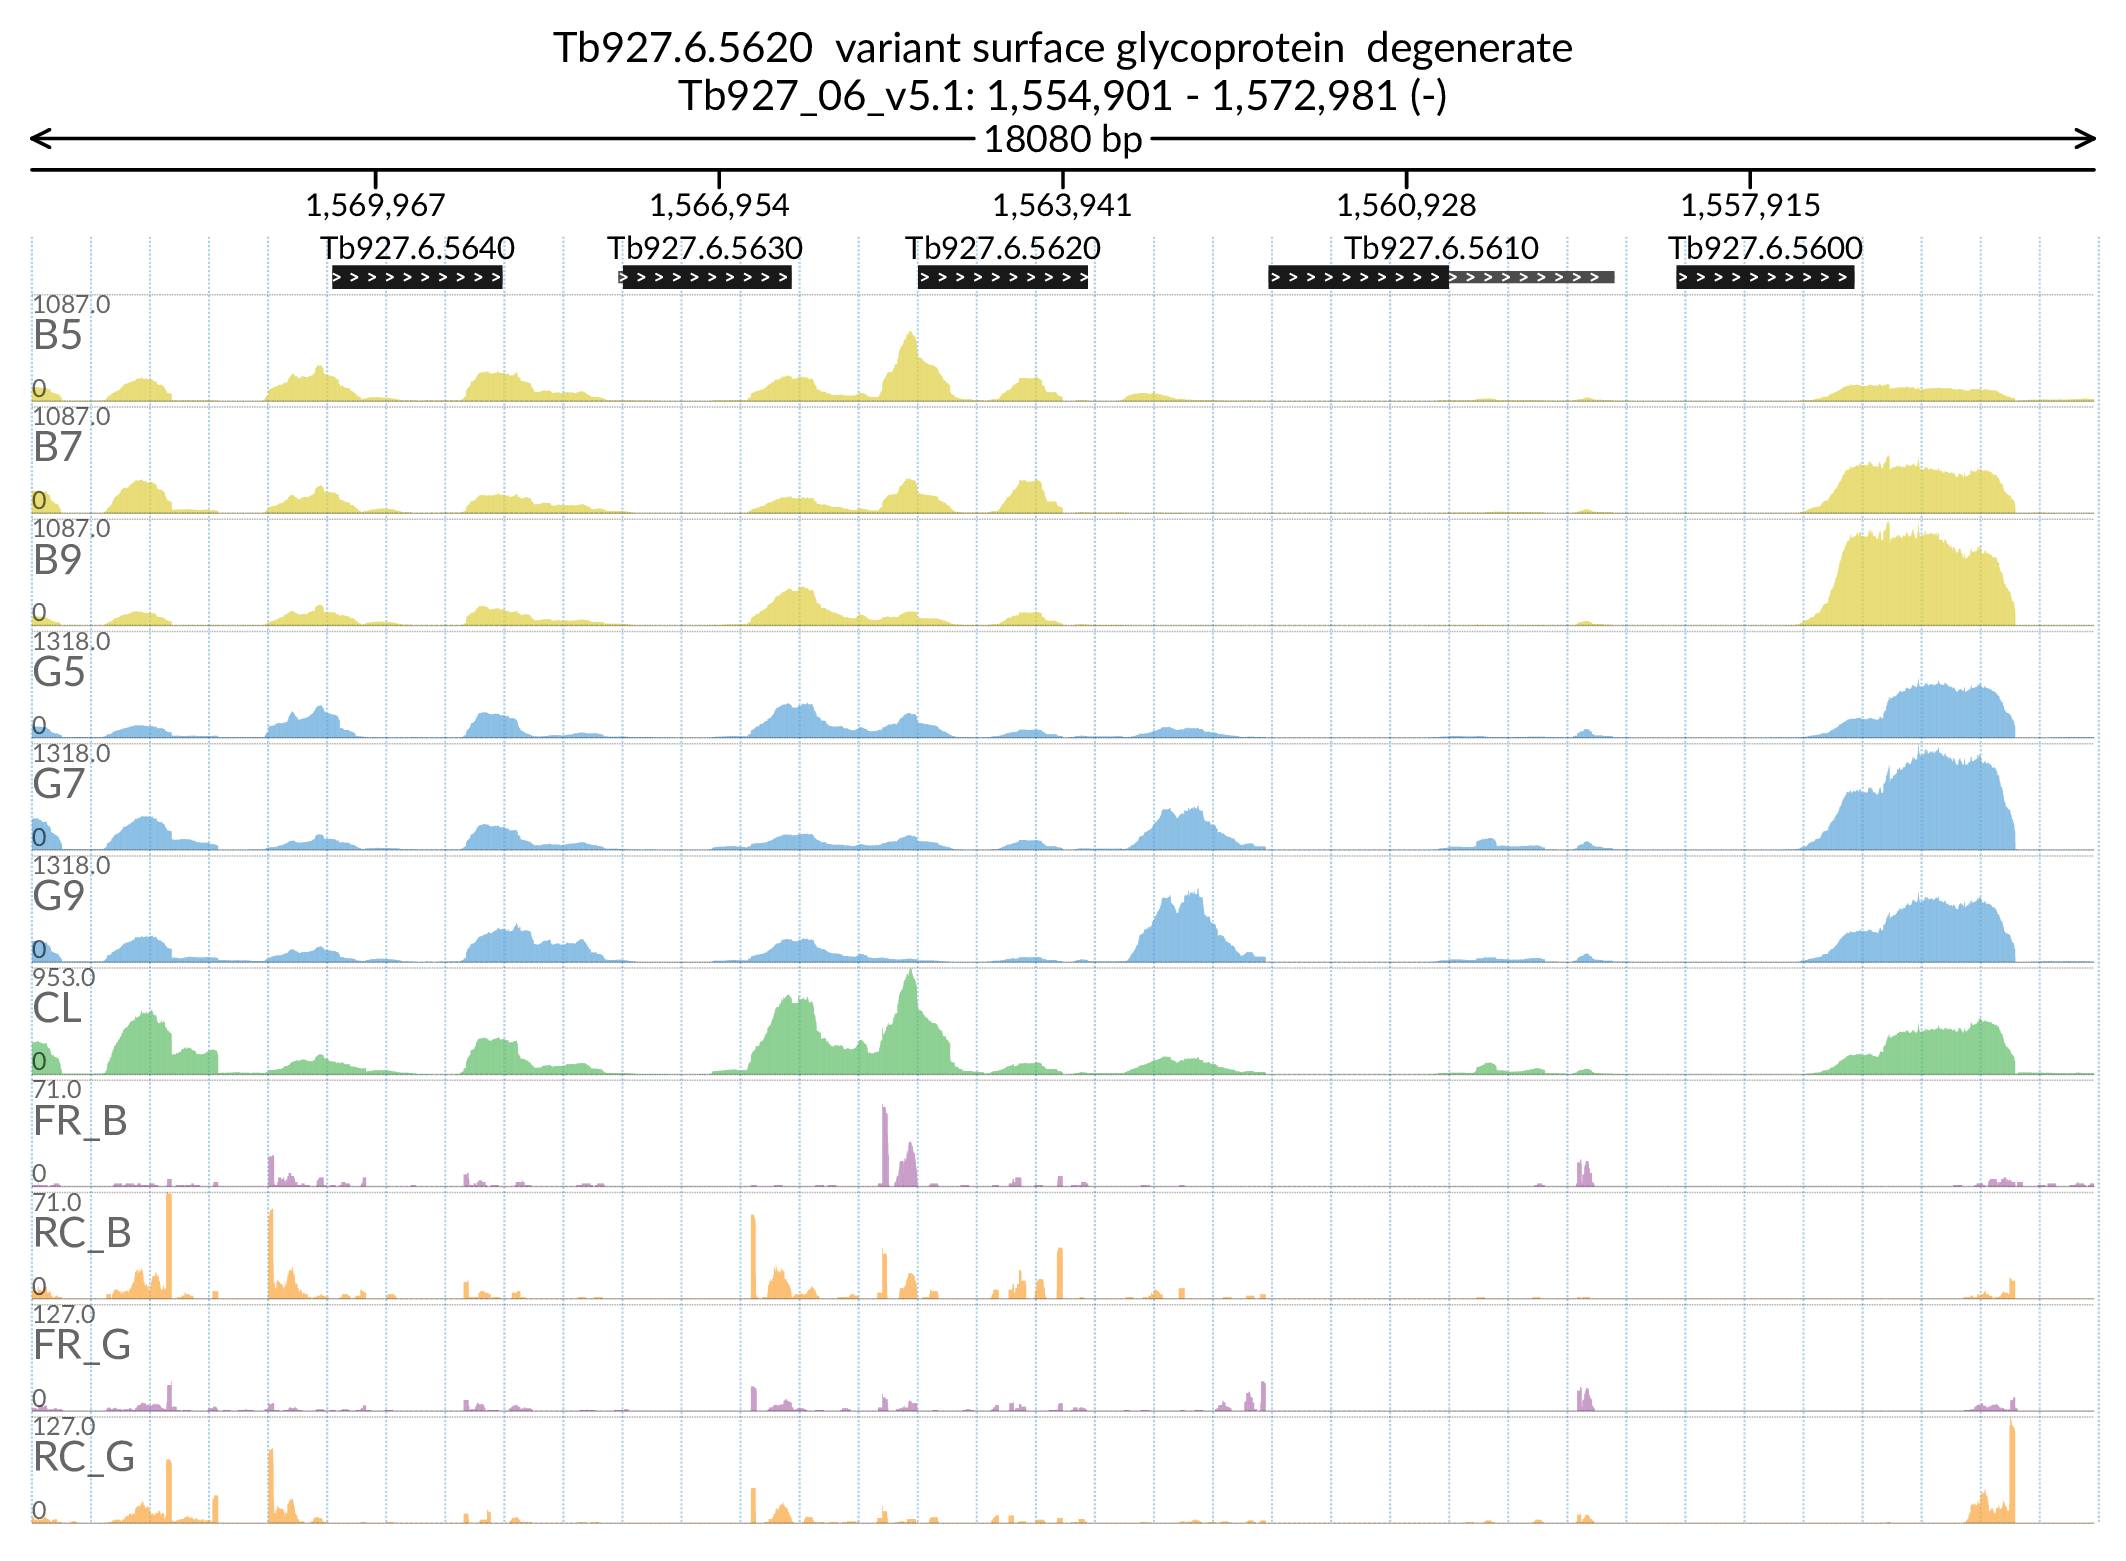 Tb927.6.5620 variant surface glycoprotein degenerate
Tb927_06_v5.1: 1,554,901 - 1,572,981 (-)
18080 bp
1,569,967 1,566,954 1,563,941 1,560,928 1,557,915
Tb927.6.5640 Tb927.6.5630 Tb927.6.5620 Tb927.6.5610 Tb927.6.5600
1087.0
B5
0
1087.0
B7
0
1087.0
B9
0
1318.0
G5
0
1318.0
G7
0
1318.0
G9
0
953.0
CL
0
71.0
FR_B
0
71.0
RC_B
0
127.0
FR_G
0
127.0
RC_G
0